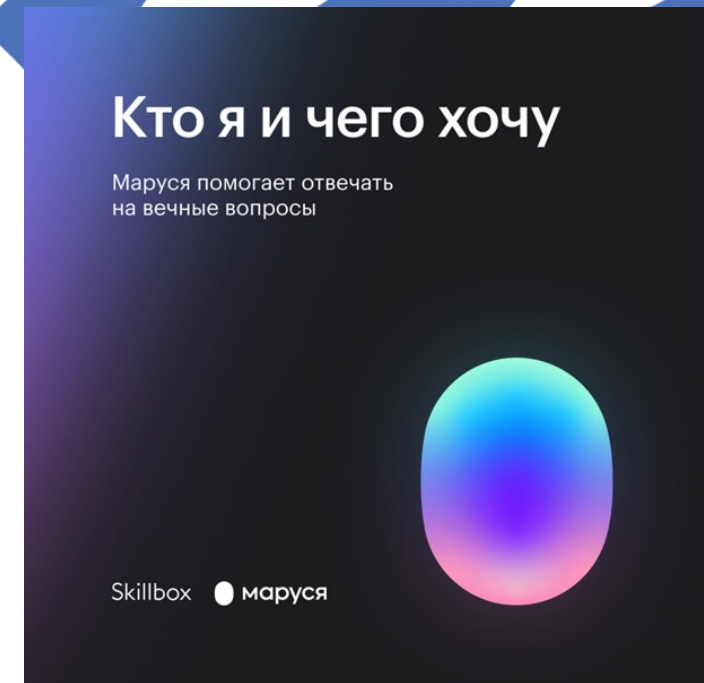 Кто я и чего хочу
Маруся помогает отвечать
на вечные вопросы
Skillbox маруся